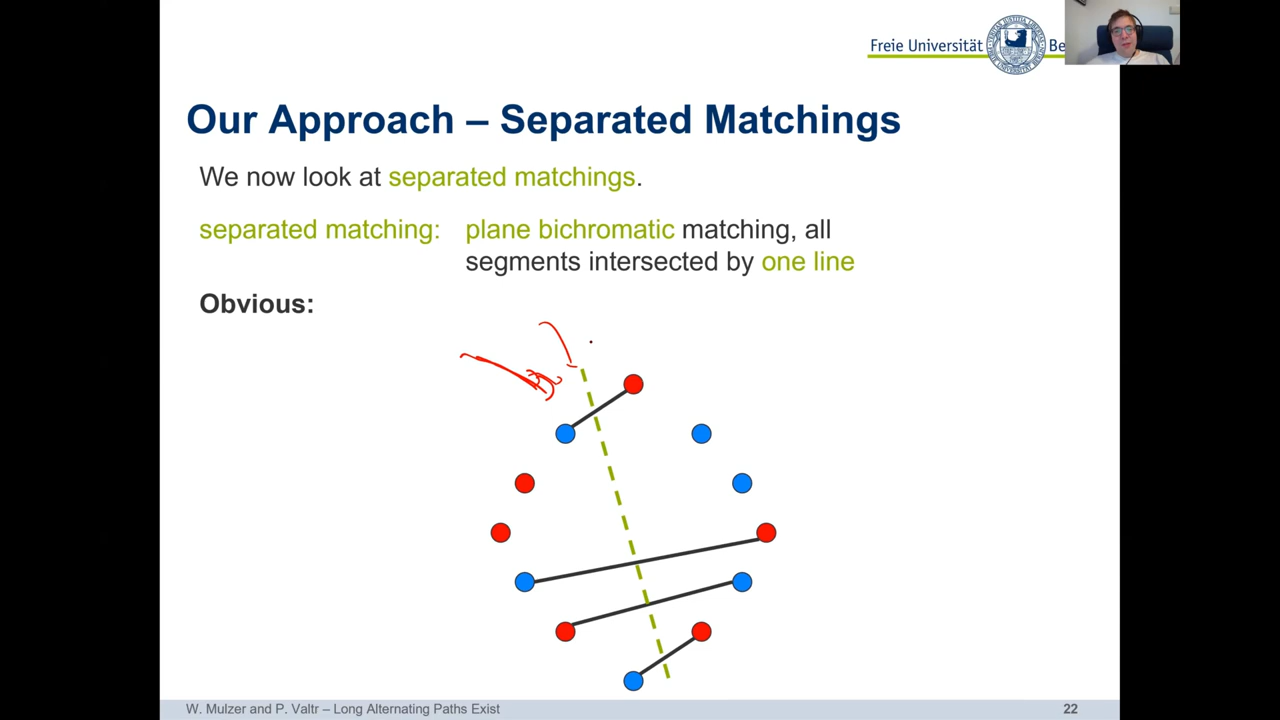 Freie Universität Be
Our Approach – Separated Matchings
We now look at separated matchings.
separated matching: plane bichromatic matching, all
segments intersected by one line
Obvious:
W. Mulzer and P. Valtr – Long Alternating Paths Exist
22